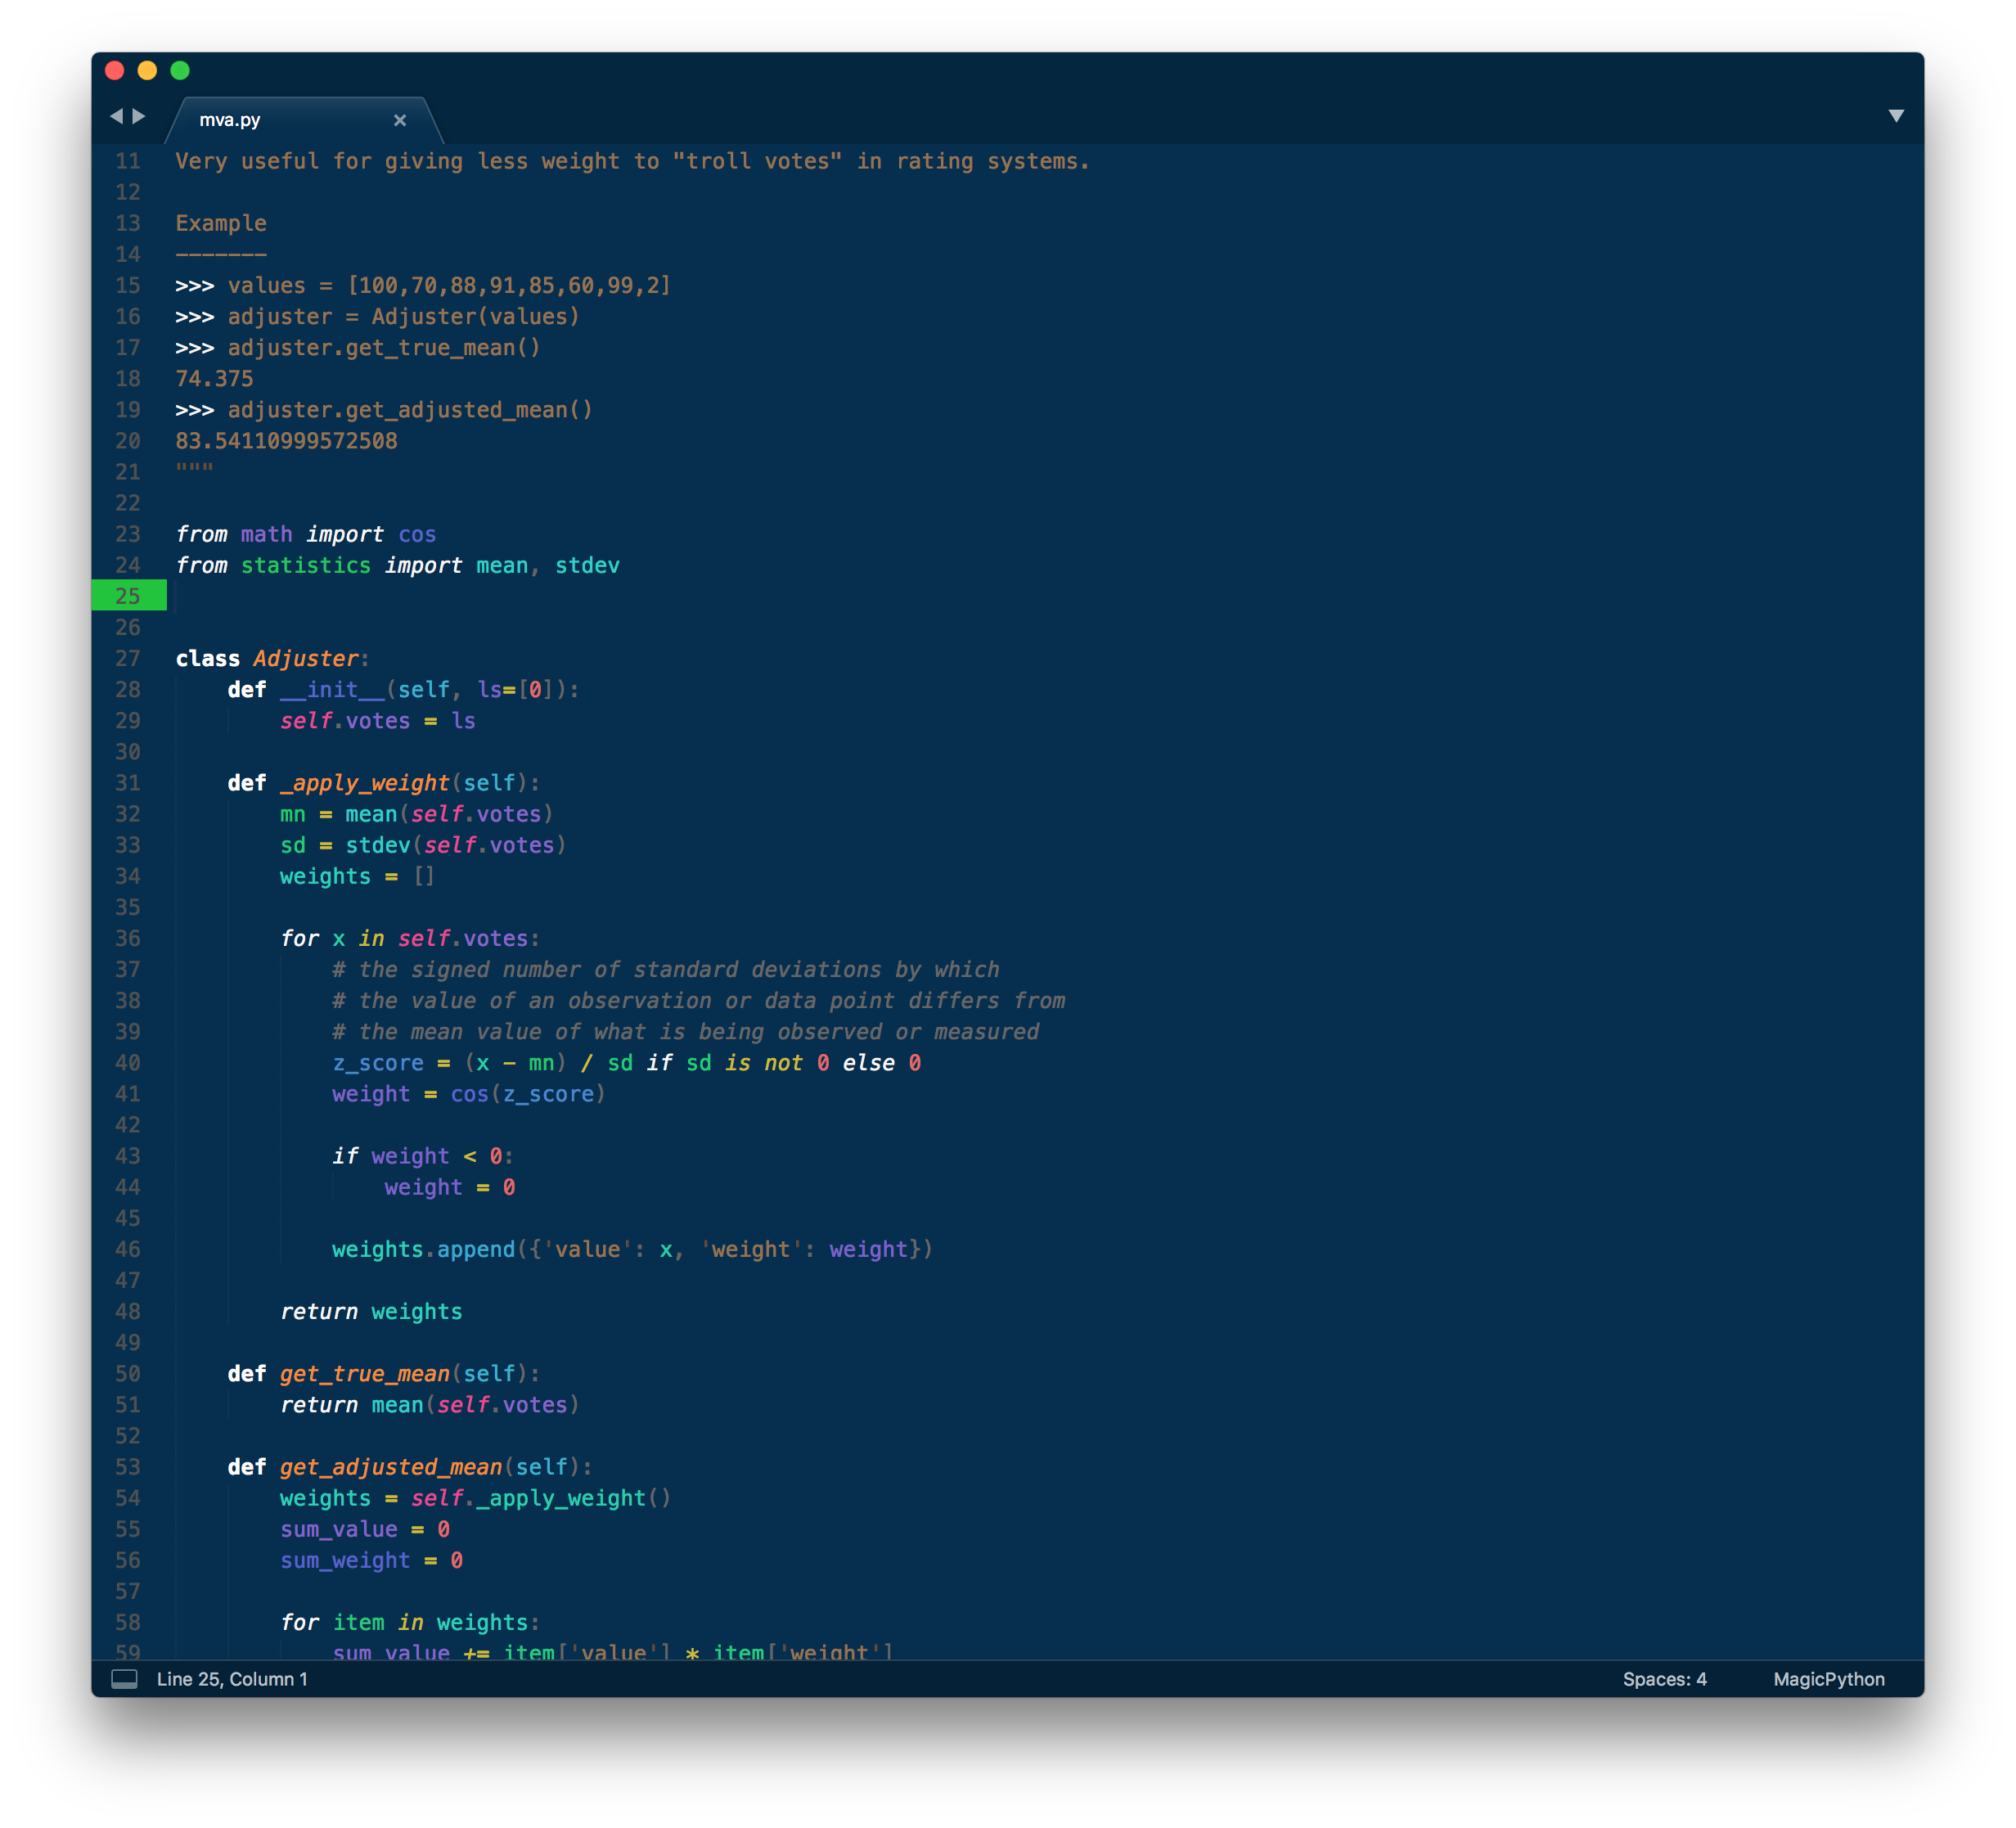 mva.py
11 Very useful for giving less weight to "troll votes" in rating systems.
12
13 Example
14 -------
15 >>> values = [100,70,88,91,85,60,99,2]
16 >>> adjuster = Adjuster(values)
17 >>> adjuster.get_true_mean()
18 74.375
19 >>> adjuster.get_adjusted_mean()
20 83.54110999572508
21 """
22
23 from math import cos
24 from statistics import mean, stdev
25
26
27 class Adjuster:
28     def __init__(self, ls=[0]):
29         self.votes = ls
30
31     def _apply_weight(self):
32         mn = mean(self.votes)
33         sd = stdev(self.votes)
34         weights = []
35
36         for x in self.votes:
37             # the signed number of standard deviations by which
38             # the value of an observation or data point differs from
39             # the mean value of what is being observed or measured
40             z_score = (x - mn) / sd if sd is not 0 else 0
41             weight = cos(z_score)
42
43             if weight < 0:
44                 weight = 0
45
46             weights.append({'value': x, 'weight': weight})
47
48         return weights
49
50     def get_true_mean(self):
51         return mean(self.votes)
52
53     def get_adjusted_mean(self):
54         weights = self._apply_weight()
55         sum_value = 0
56         sum_weight = 0
57
58         for item in weights:
59             sum_value += item['value'] * item['weight']
Line 25, Column 1
Spaces: 4
MagicPython